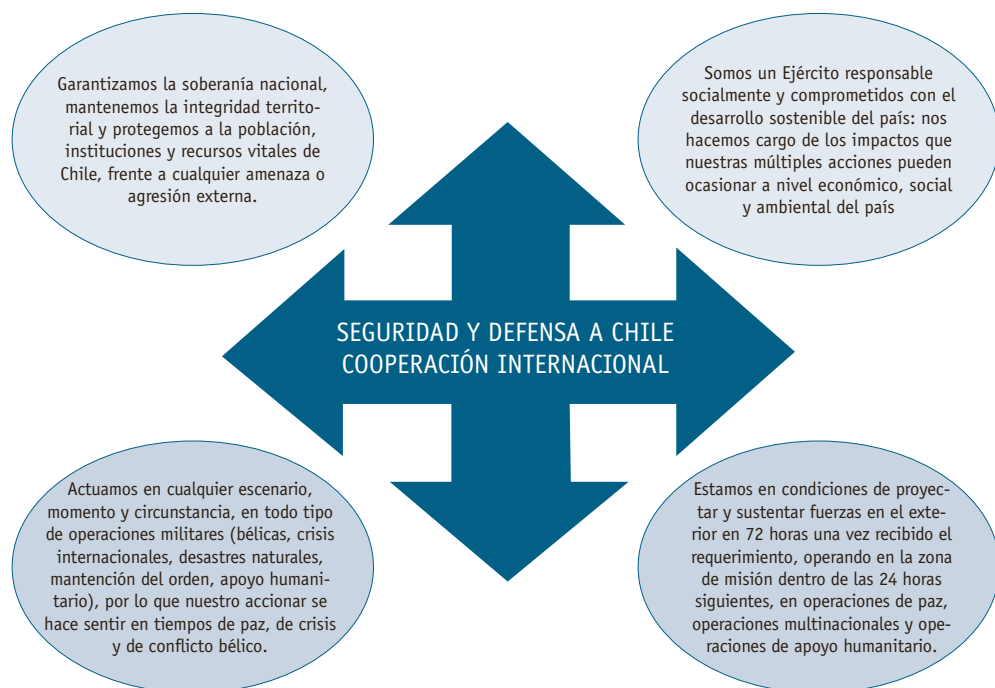 Garantizamos la soberanía nacional,
mantenemos la integridad territo-
rial y protegemos a la población,
instituciones y recursos vitales de
Chile, frente a cualquier amenaza o
agresión externa.
Somos un Ejército responsable
socialmente y comprometidos con el
desarrollo sostenible del país: nos
hacemos cargo de los impactos que
nuestras múltiples acciones pueden
ocasionar a nivel económico, social
y ambiental del país
SEGURIDAD Y DEFENSA A CHILE
COOPERACIÓN INTERNACIONAL
Actuamos en cualquier escenario,
momento y circunstancia, en todo tipo
de operaciones militares (bélicas, crisis
internacionales, desastres naturales,
mantención del orden, apoyo humani-
tario), por lo que nuestro accionar se
hace sentir en tiempos de paz, de crisis
y de conflicto bélico.
Estamos en condiciones de proyec-
tar y sustentar fuerzas en el exte-
rior en 72 horas una vez recibido el
requerimiento, operando en la zona
de misión dentro de las 24 horas
siguientes, en operaciones de paz,
operaciones multinacionales y ope-
raciones de apoyo humanitario.